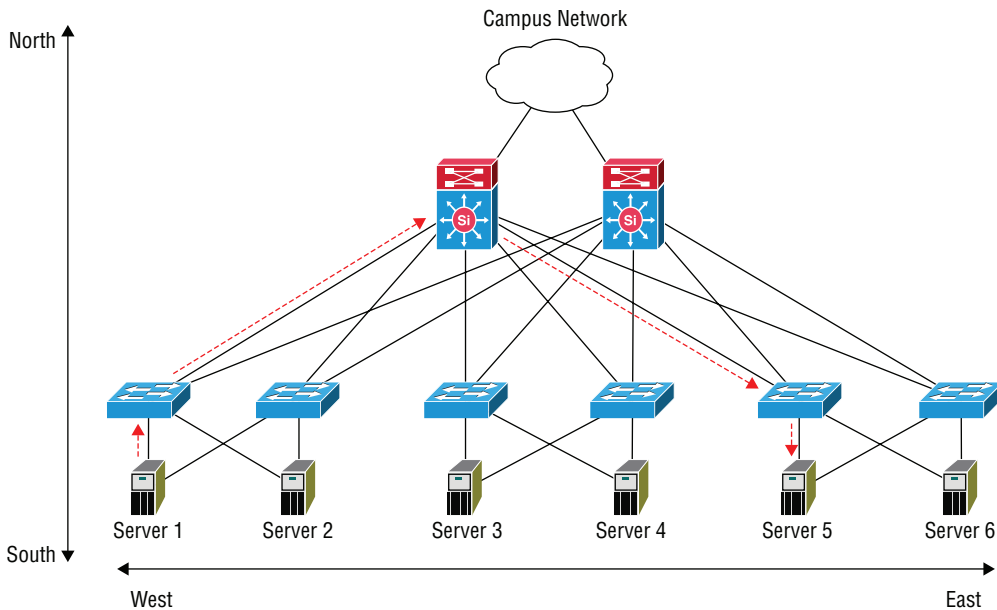 Campus Network
North
Si
Si
Server 1
Server 2
Server 3
Server 4
Server 5
Server 6
South
West
East